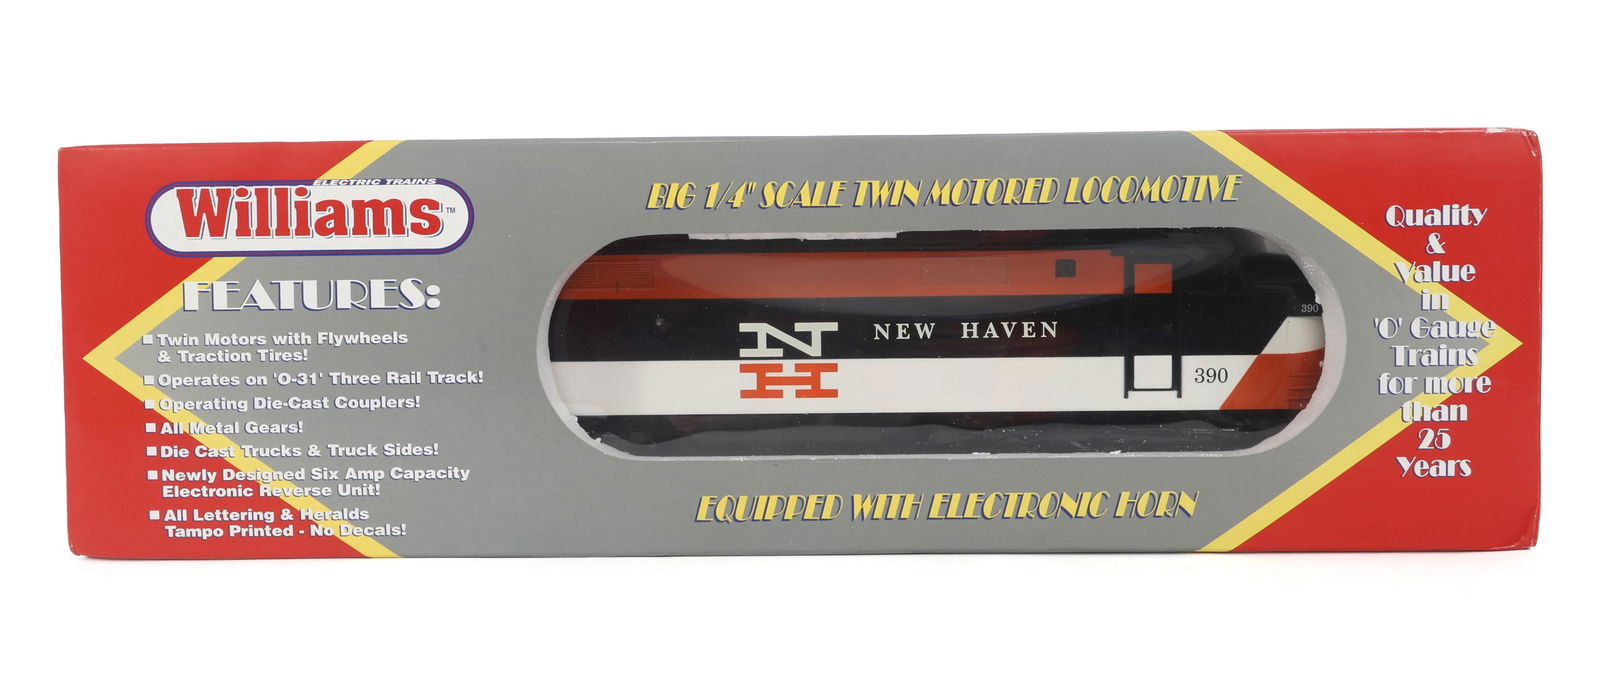 ELECTRIC TRAINS
Williams™
FEATURES:
Twin Motors with Flywheels
& Traction Tires!
Operates on 'O-31' Three Rail Track!
Operating Die-Cast Couplers!
All Metal Gears!
Die Cast Trucks & Truck Sides!
Newly Designed Six Amp Capacity
Electronic Reverse Unit!
All Lettering & Heralds
Tampo Printed - No Decals!
BIG 1/4" SCALE TWIN MOTORED LOCOMOTIVE
390
N
NEW HAVEN
H
390
EQUIPPED WITH ELECTRONIC HORN
Quality
&
Value
in
'O' Gauge
Trains
for more
than
25
Years